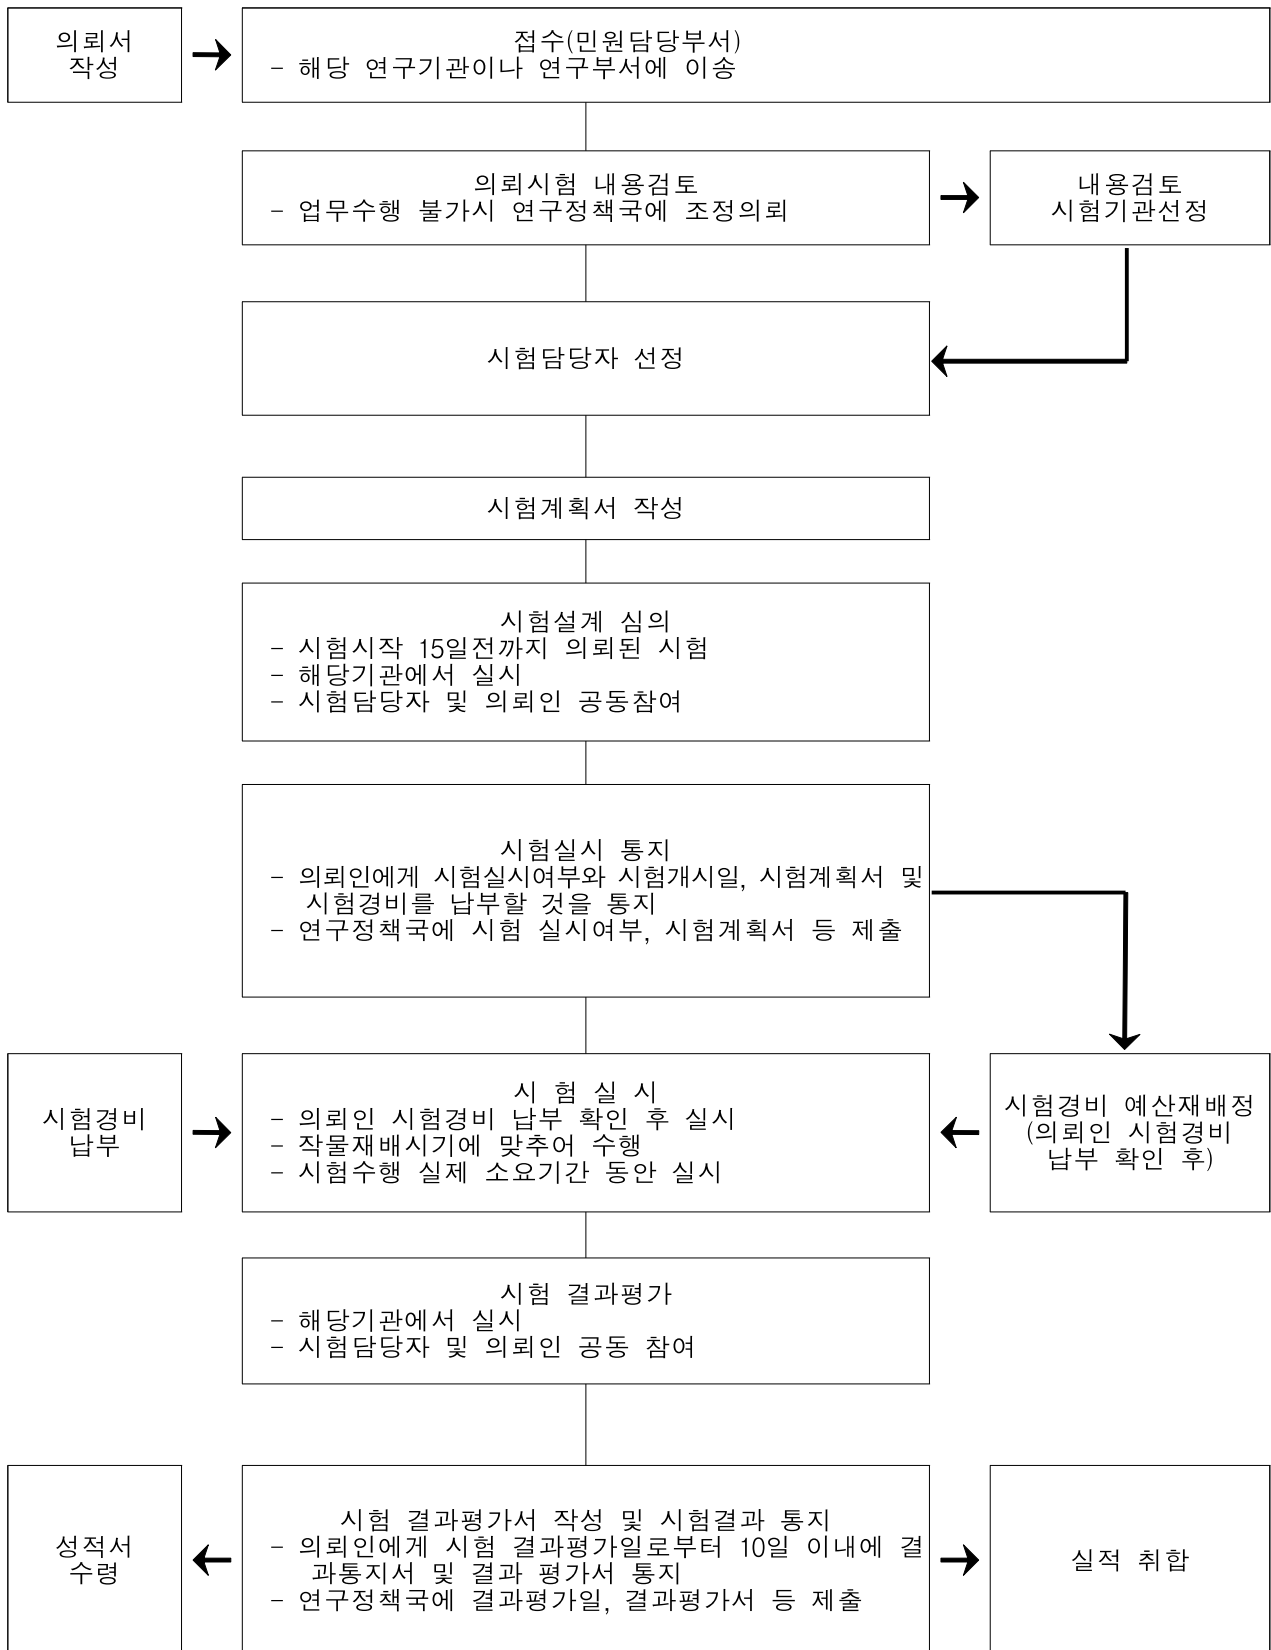 의뢰서
작성
접수(민원담당부서)
- 해당 연구기관이나 연구부서에 이송
의뢰시험 내용검토
- 업무수행 불가시 연구정책국에 조정의뢰
내용검토
시험기관선정
시험담당자 선정
시험계획서 작성
시험설계 심의
- 시험시작 15일전까지 의뢰된 시험
- 해당기관에서 실시
- 시험담당자 및 의뢰인 공동참여
시험실시 통지
- 의뢰인에게 시험실시여부와 시험개시일, 시험계획서 및
시험경비를 납부할 것을 통지
- 연구정책국에 시험 실시여부, 시험계획서 등 제출
시험경비
납부
시 험 실 시
- 의뢰인 시험경비 납부 확인 후 실시
- 작물재배시기에 맞추어 수행
- 시험수행 실제 소요기간 동안 실시
시험경비 예산재배정
(의뢰인 시험경비
납부 확인 후)
시험 결과평가
- 해당기관에서 실시
- 시험담당자 및 의뢰인 공동 참여
성적서
수령
시험 결과평가서 작성 및 시험결과 통지
- 의뢰인에게 시험 결과평가일로부터 10일 이내에 결
과통지서 및 결과 평가서 통지
- 연구정책국에 결과평가일, 결과평가서 등 제출
실적 취합